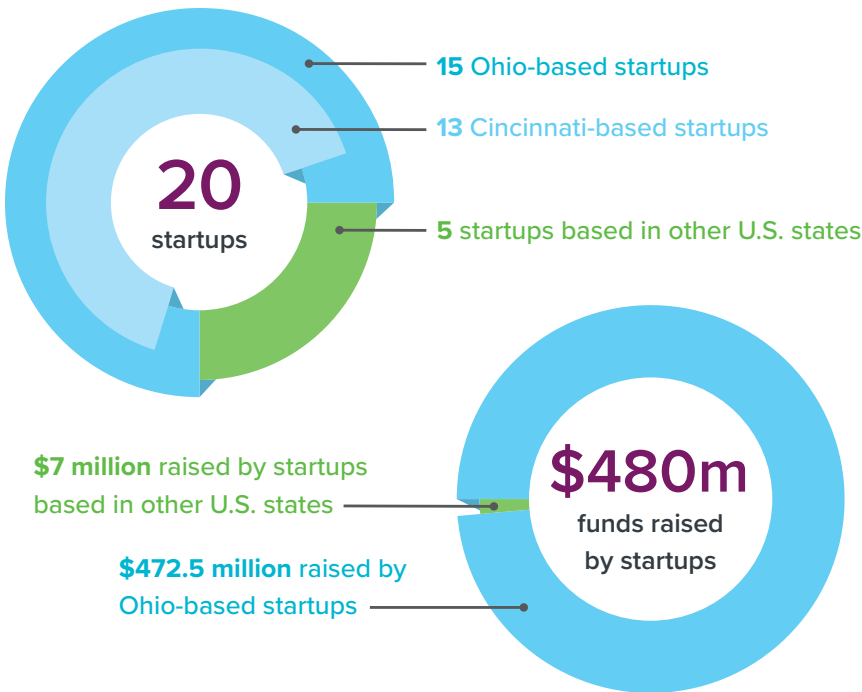 15 Ohio-based startups
13 Cincinnati-based startups
20
startups
5 startups based in other U.S. states
$480m
funds raised
by startups
$7 million raised by startups
based in other U.S. states
$472.5 million raised by
Ohio-based startups